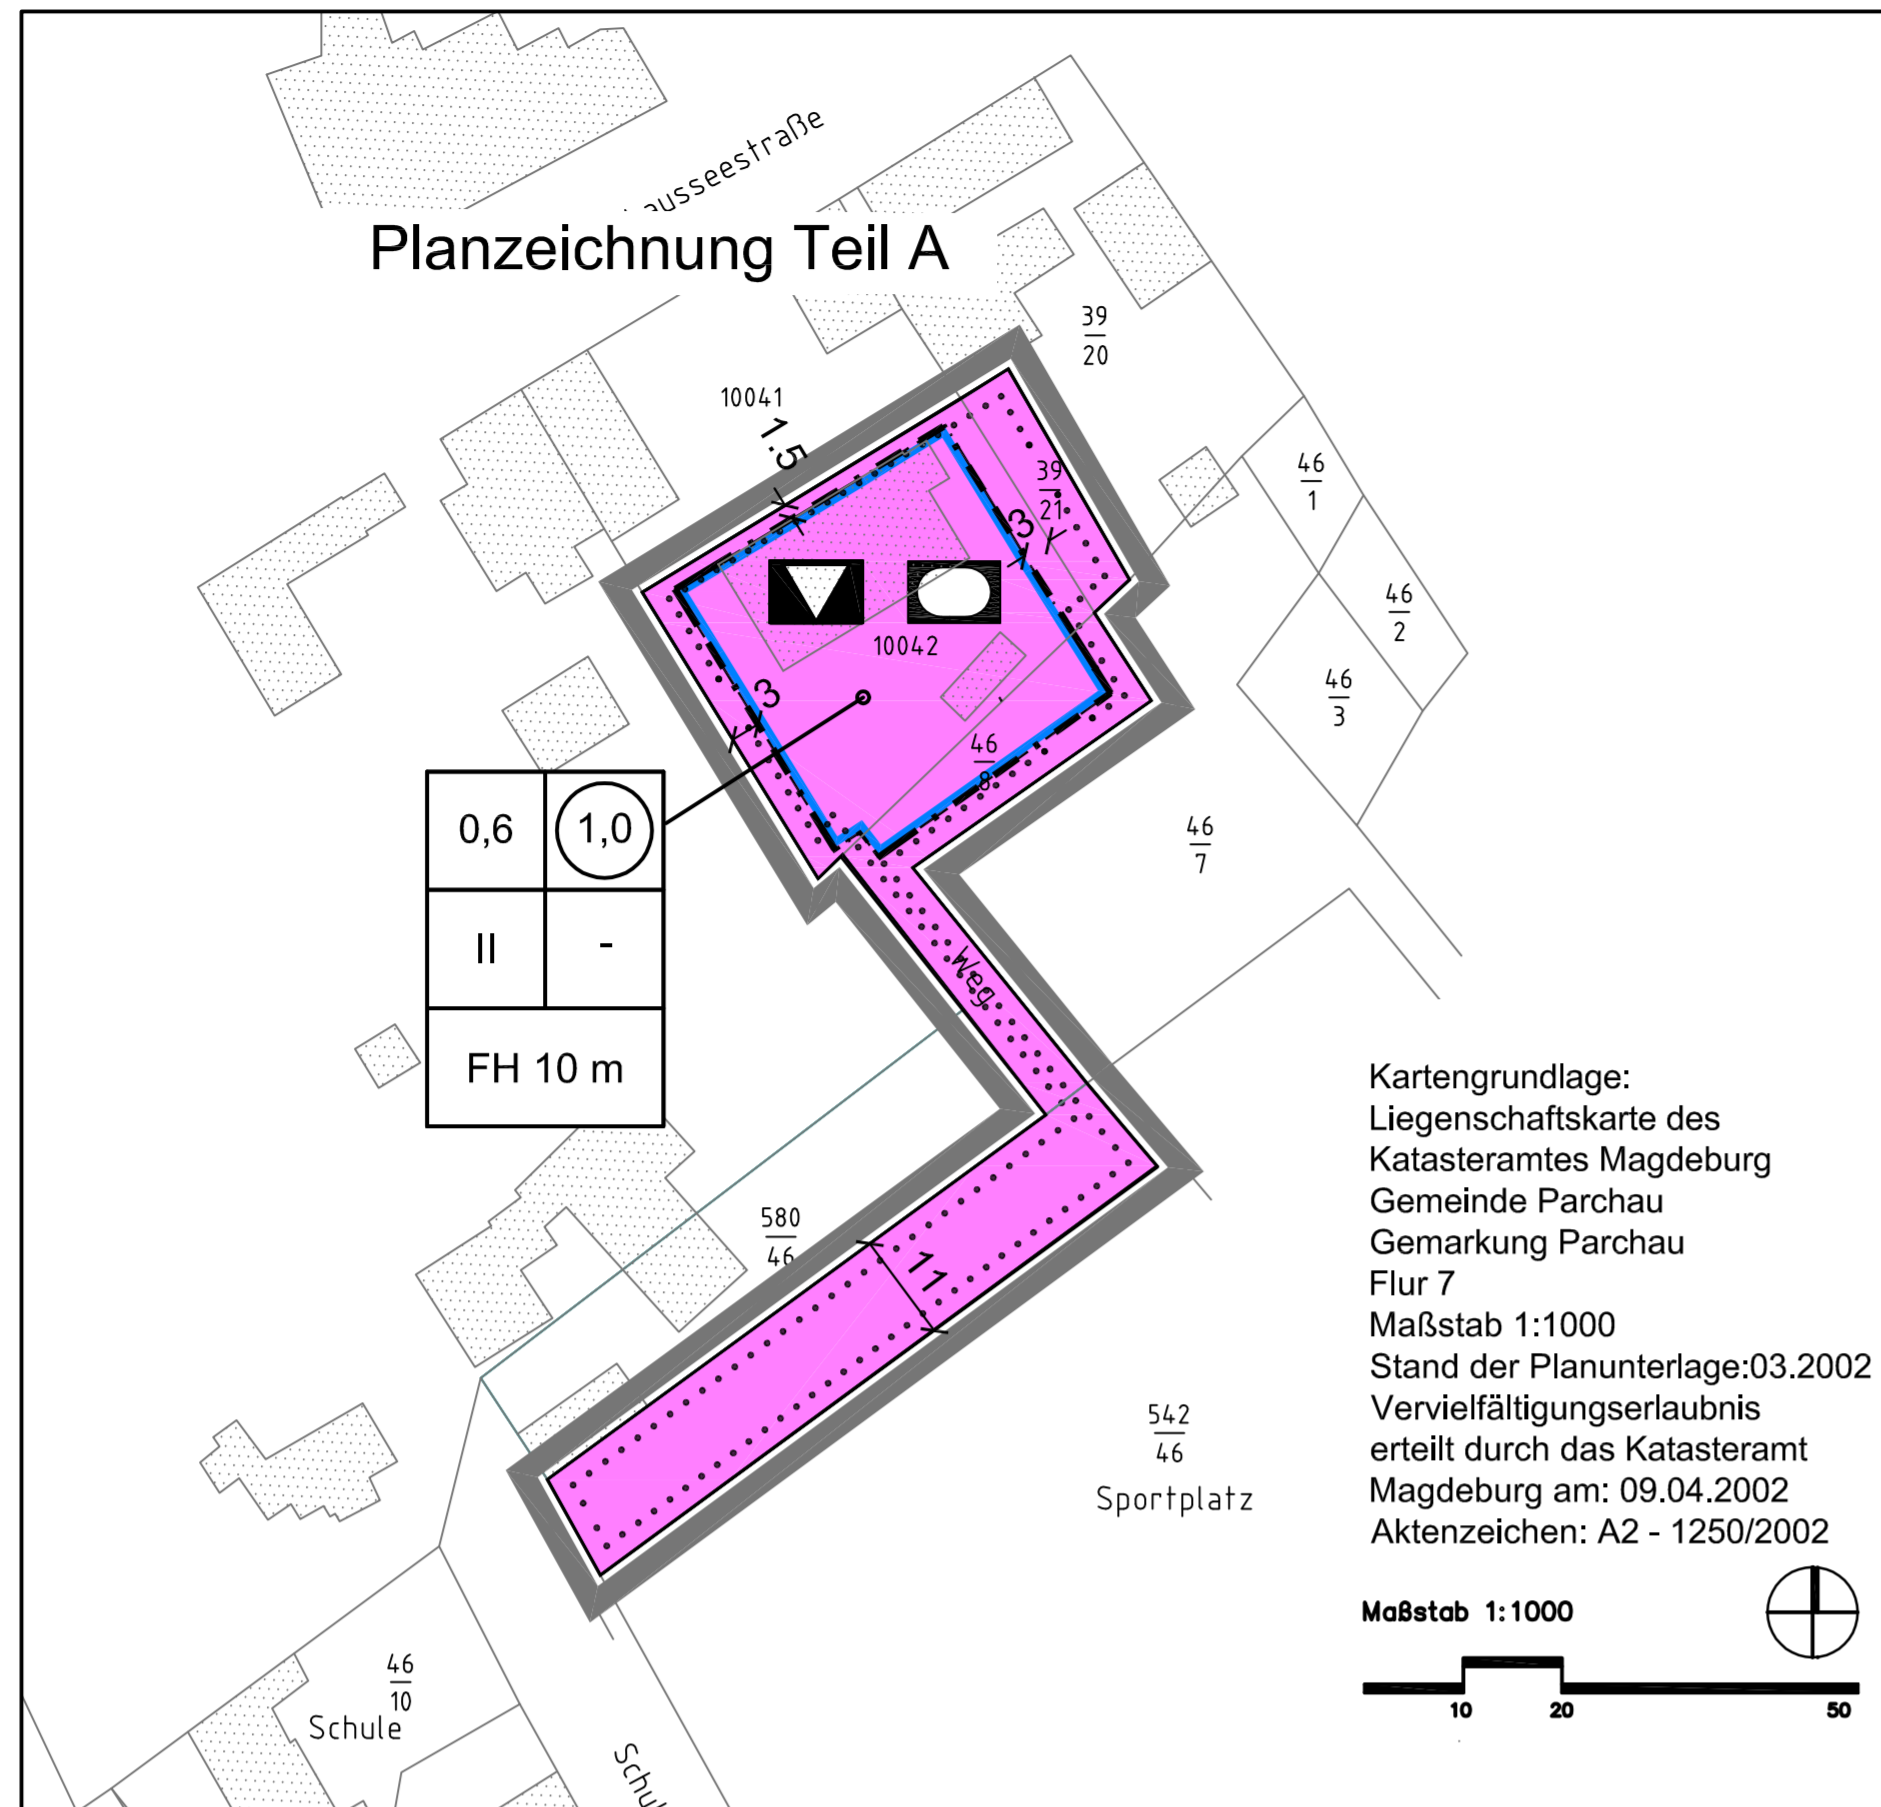 Planzeichnung Teil A
39
20
10041
1.5
39
21
3
46
1
46
2
46
3
10042
3
46
8
46
7
0,6 1,0
II -
FH 10 m
Weg
580
46
11
542
46
Sportplatz
Kartengrundlage:
Liegenschaftskarte des
Katasteramtes Magdeburg
Gemeinde Parchau
Gemarkung Parchau
Flur 7
Maßstab 1:1000
Stand der Planunterlage:03.2002
Vervielfältigungserlaubnis
erteilt durch das Katasteramt
Magdeburg am: 09.04.2002
Aktenzeichen: A2 - 1250/2002
Maßstab 1:1000
10 20 50
46
10
Schule